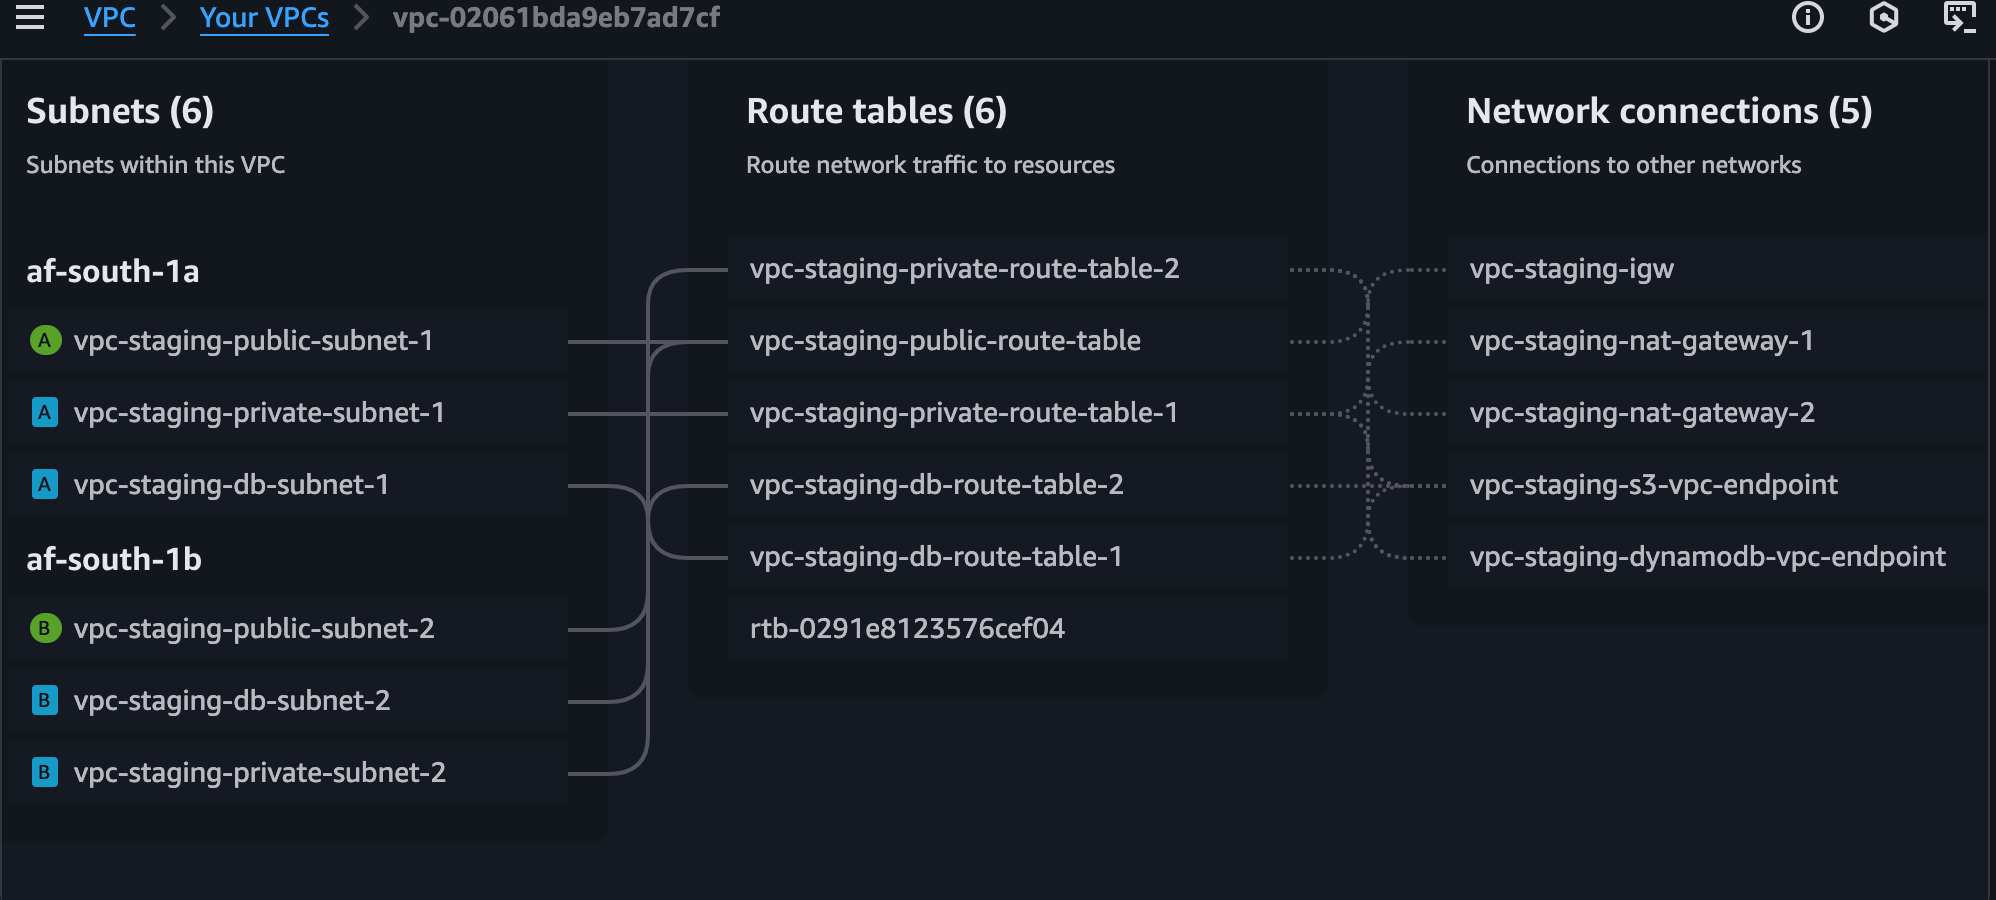 VPC > Your VPCs > vpc-02061bda9eb7ad7cf
Subnets (6)
Subnets within this VPC
af-south-1a
A vpc-staging-public-subnet-1
A vpc-staging-private-subnet-1
A vpc-staging-db-subnet-1
af-south-1b
B vpc-staging-public-subnet-2
B vpc-staging-db-subnet-2
B vpc-staging-private-subnet-2
Route tables (6)
Route network traffic to resources
vpc-staging-private-route-table-2
vpc-staging-public-route-table
vpc-staging-private-route-table-1
vpc-staging-db-route-table-2
vpc-staging-db-route-table-1
rtb-0291e8123576cef04
Network connections (5)
Connections to other networks
vpc-staging-igw
vpc-staging-nat-gateway-1
vpc-staging-nat-gateway-2
vpc-staging-s3-vpc-endpoint
vpc-staging-dynamodb-vpc-endpoint